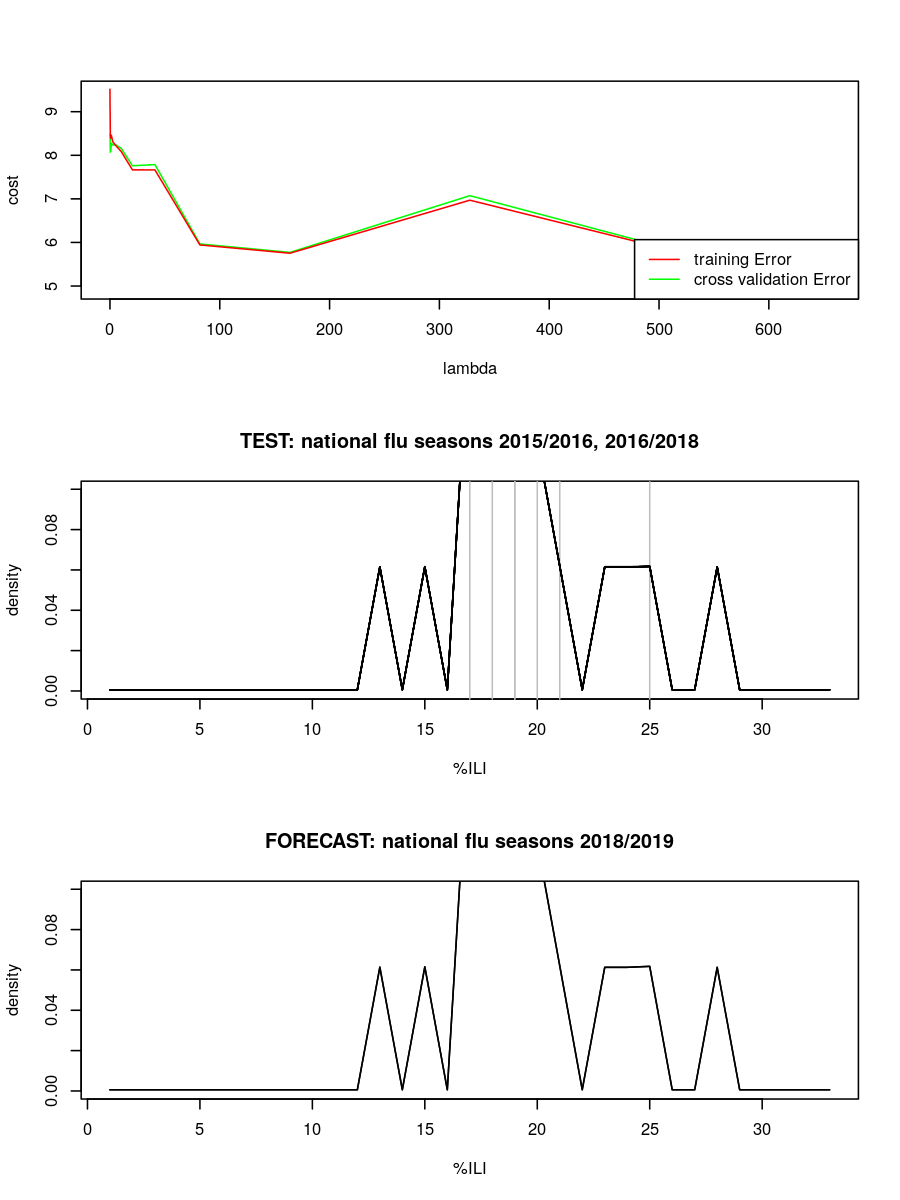 9
8
7
6
5
cost
training Error
cross validation Error
0 100 200 300 400 500 600
lambda
TEST: national flu seasons 2015/2016, 2016/2018
0.08
0.04
0.00
density
0 5 10 15 20 25 30
%ILI
FORECAST: national flu seasons 2018/2019
0.08
0.04
0.00
density
0 5 10 15 20 25 30
%ILI